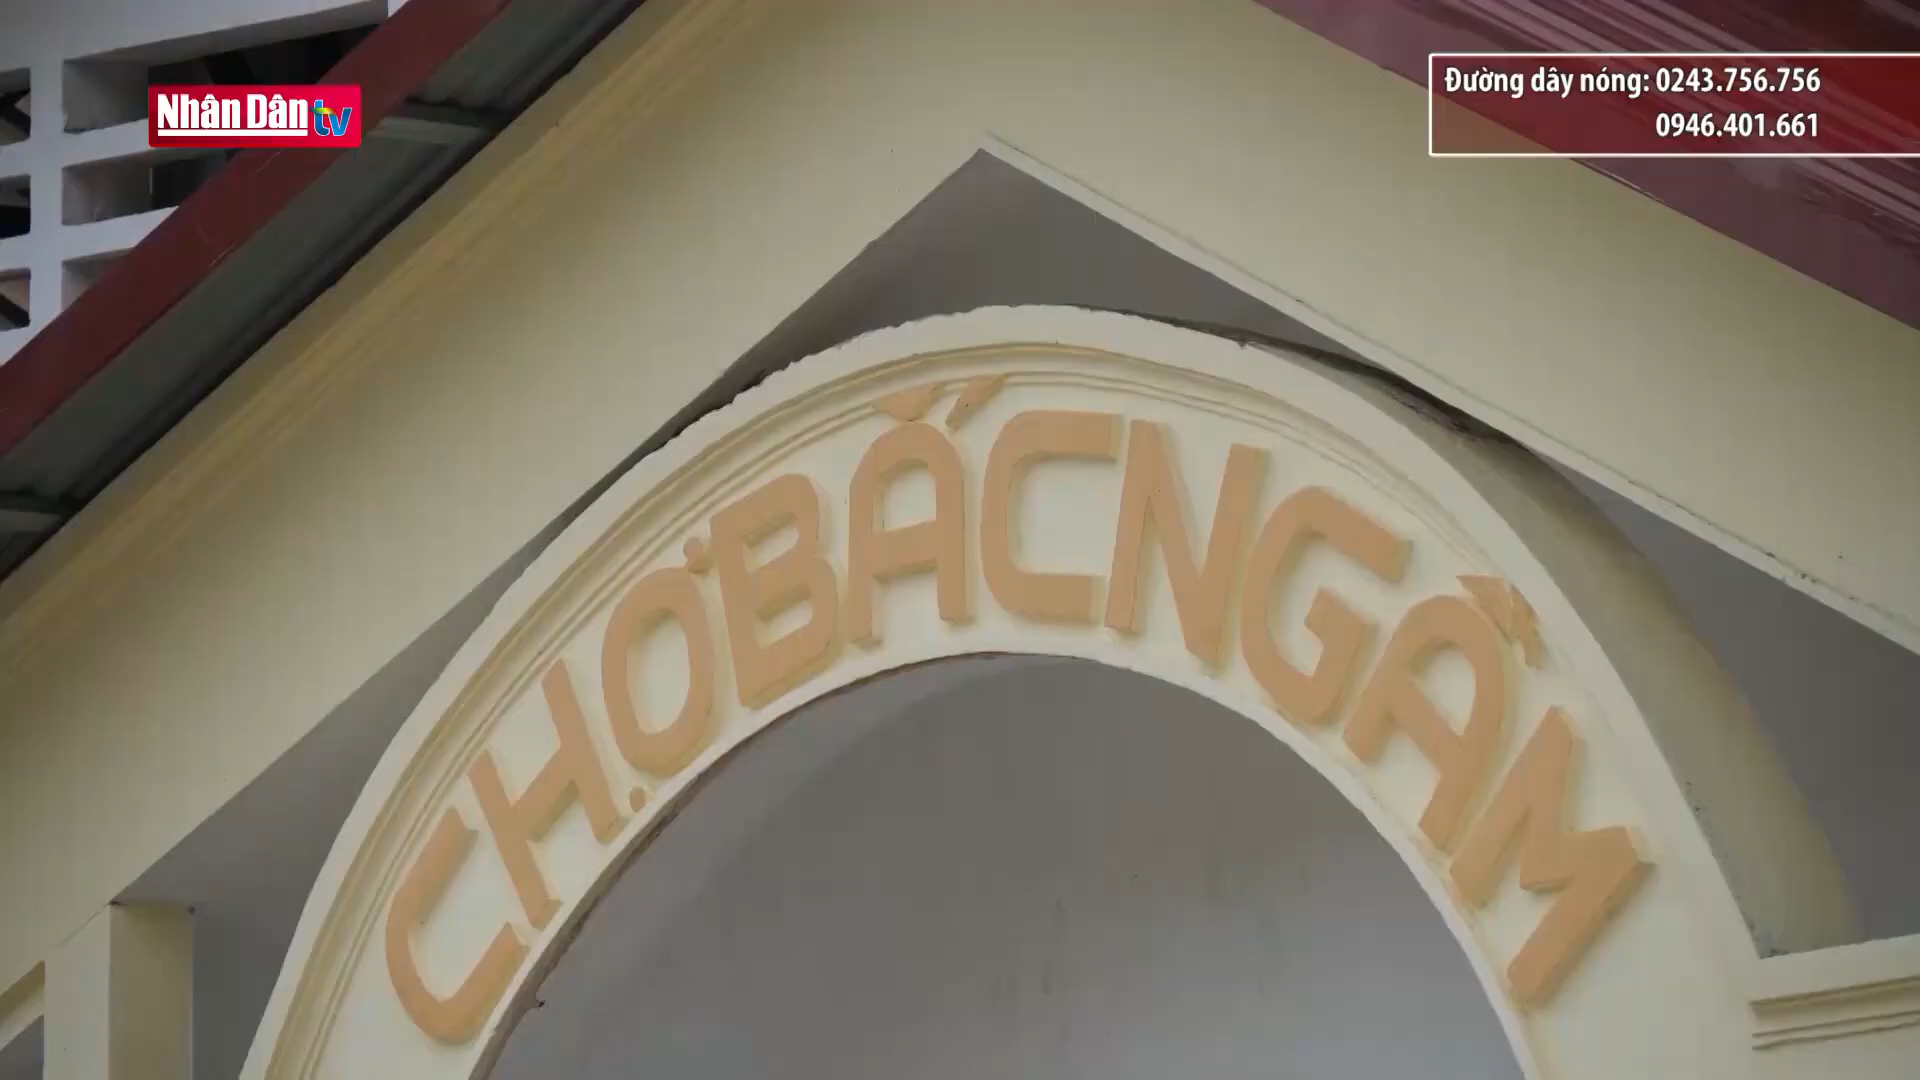 Nhân Dân tv
Đường dây nóng: 0243.756.756
0946.401.661
CHỢ BẮC NGẦM